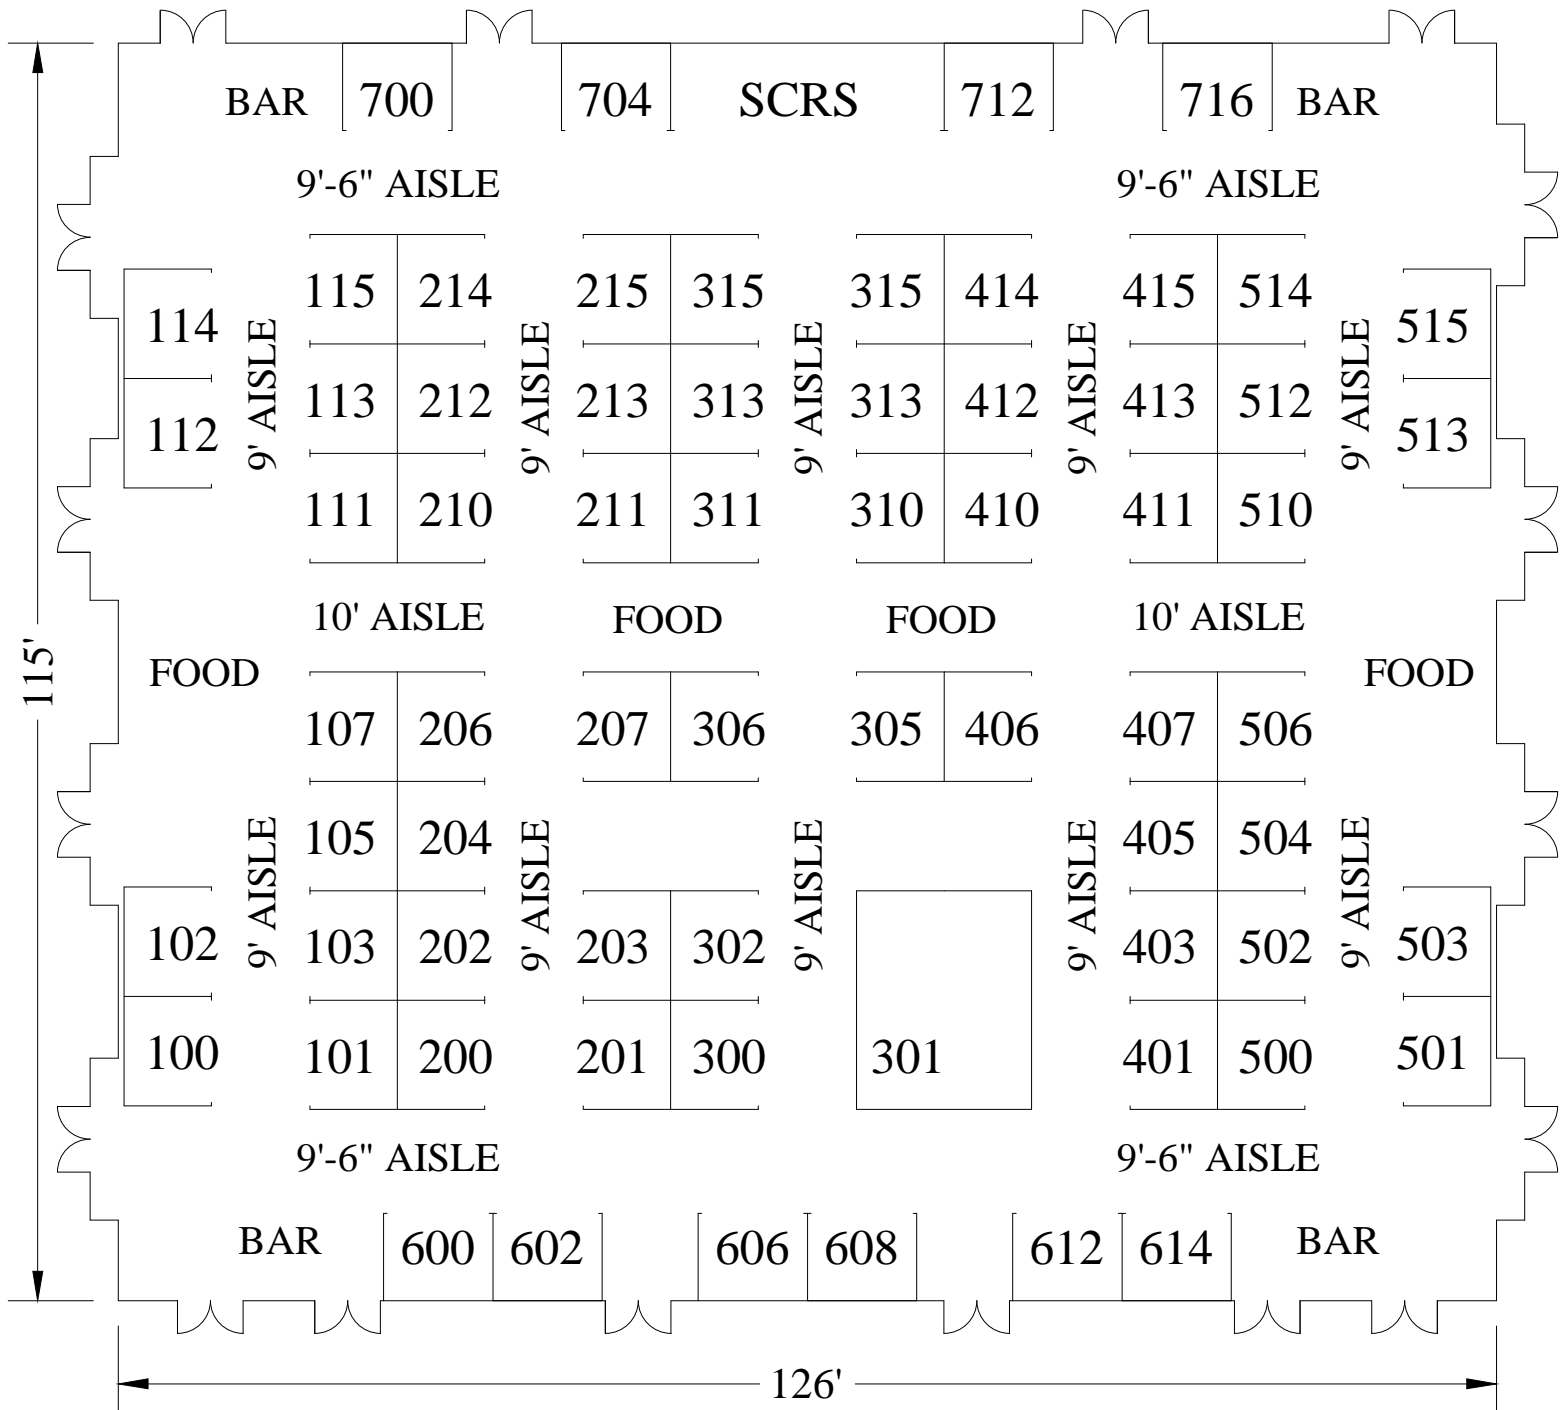 BAR 700 704 SCRS 712 716 BAR
9'-6" AISLE 9'-6" AISLE
115 214 215 315 315 414 415 514
114 515
9' AISLE 9' AISLE 9' AISLE 9' AISLE 9' AISLE
113 212 213 313 313 412 413 512
112 513
111 210 211 311 310 410 411 510
10' AISLE FOOD FOOD 10' AISLE
115'
FOOD FOOD
107 206 207 306 305 406 407 506
105 204 405 504
9' AISLE 9' AISLE 9' AISLE 9' AISLE 9' AISLE
102 103 202 203 302 403 502 503
100 101 200 201 300 301 401 500 501
9'-6" AISLE 9'-6" AISLE
BAR 600 602 606 608 612 614 BAR
126'